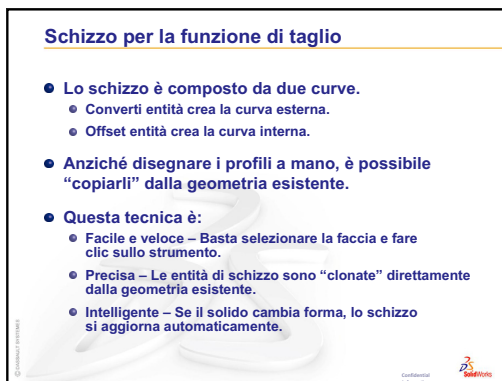 Schizzo per la funzione di taglio
Lo schizzo è composto da due curve.
Converti entità crea la curva esterna.
Offset entità crea la curva interna.
Anziché disegnare i profili a mano, è possibile
“copiarli” dalla geometria esistente.
Questa tecnica è:
Facile e veloce – Basta selezionare la faccia e fare
clic sullo strumento.
Precisa – Le entità di schizzo sono “clonate” direttamente
dalla geometria esistente.
Intelligente – Se il solido cambia forma, lo schizzo
si aggiorna automaticamente.
© DASSAULT SYSTEMES
Confidential
SolidWorks